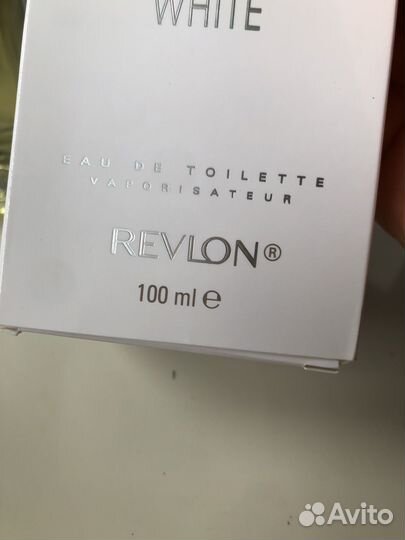 WHITE
EAU DE TOILETTE
VAPORISATEUR
REVLON®
100 ml ℮
Avito